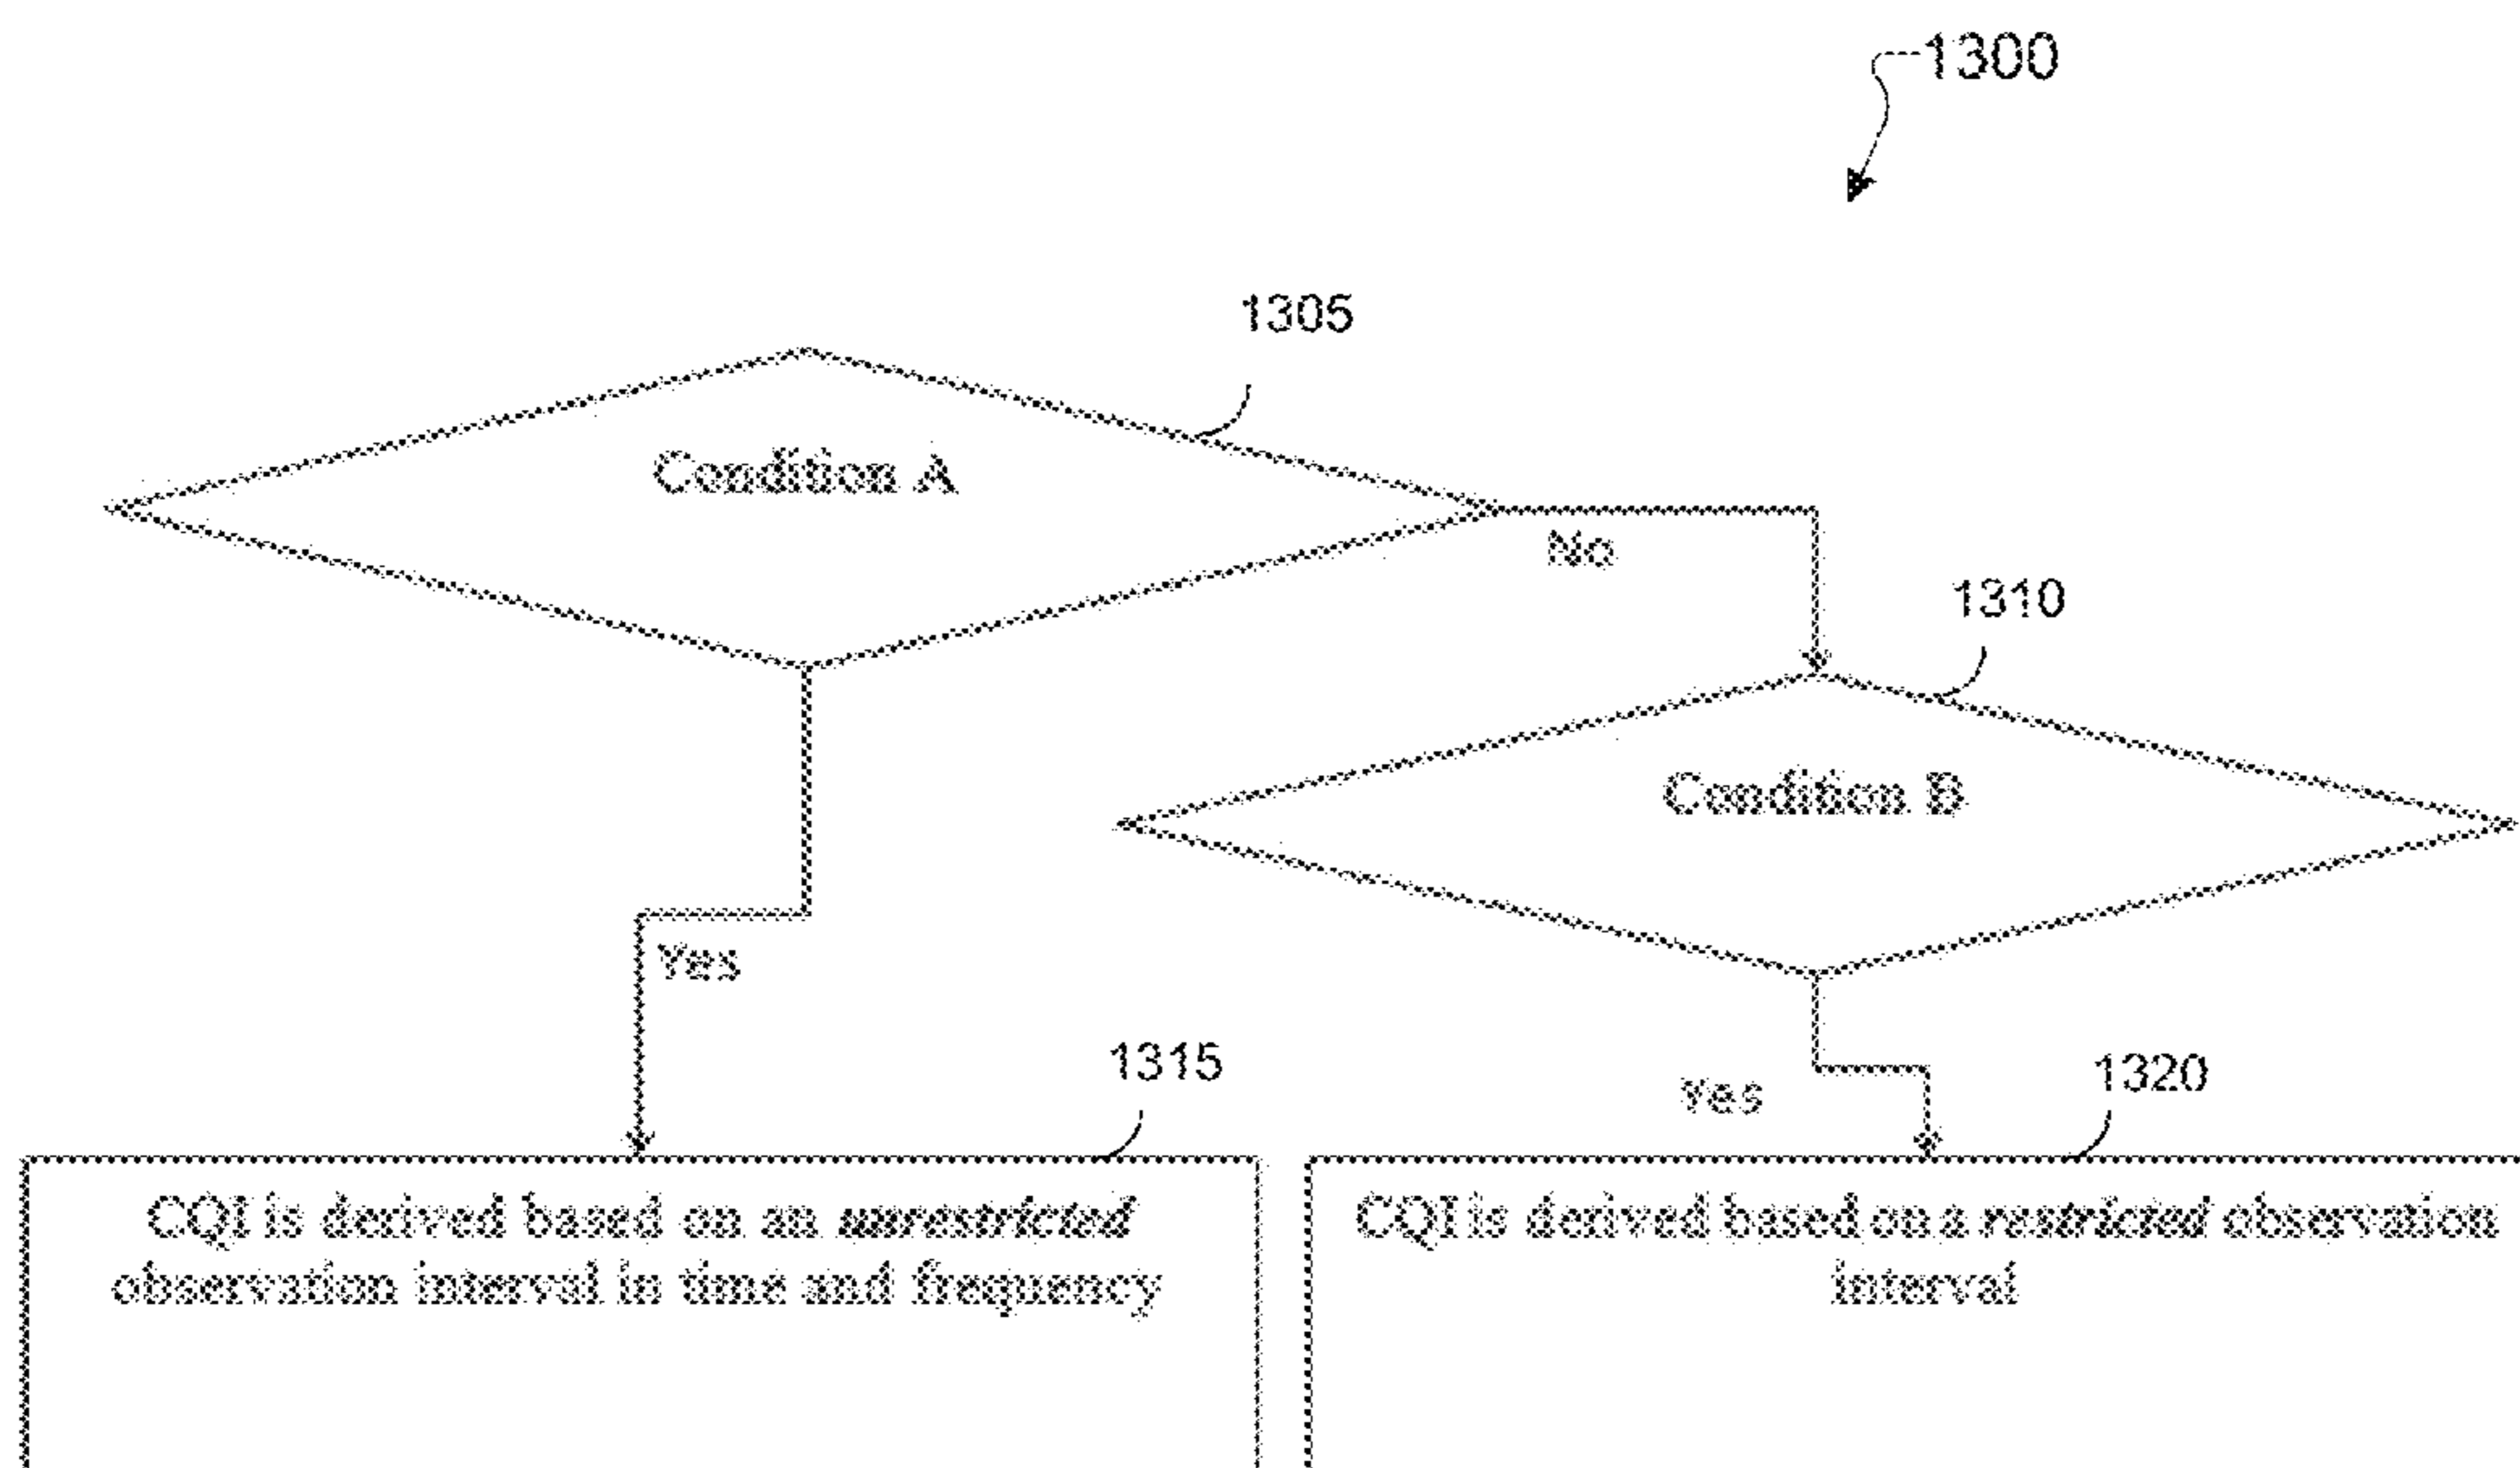 1300
1305
Condition A
No
1310
Condition B
Yes
1315
Yes
1320
CQI is derived based on an unrestricted
observation interval in time and frequency
CQI is derived based on a restricted observation
interval